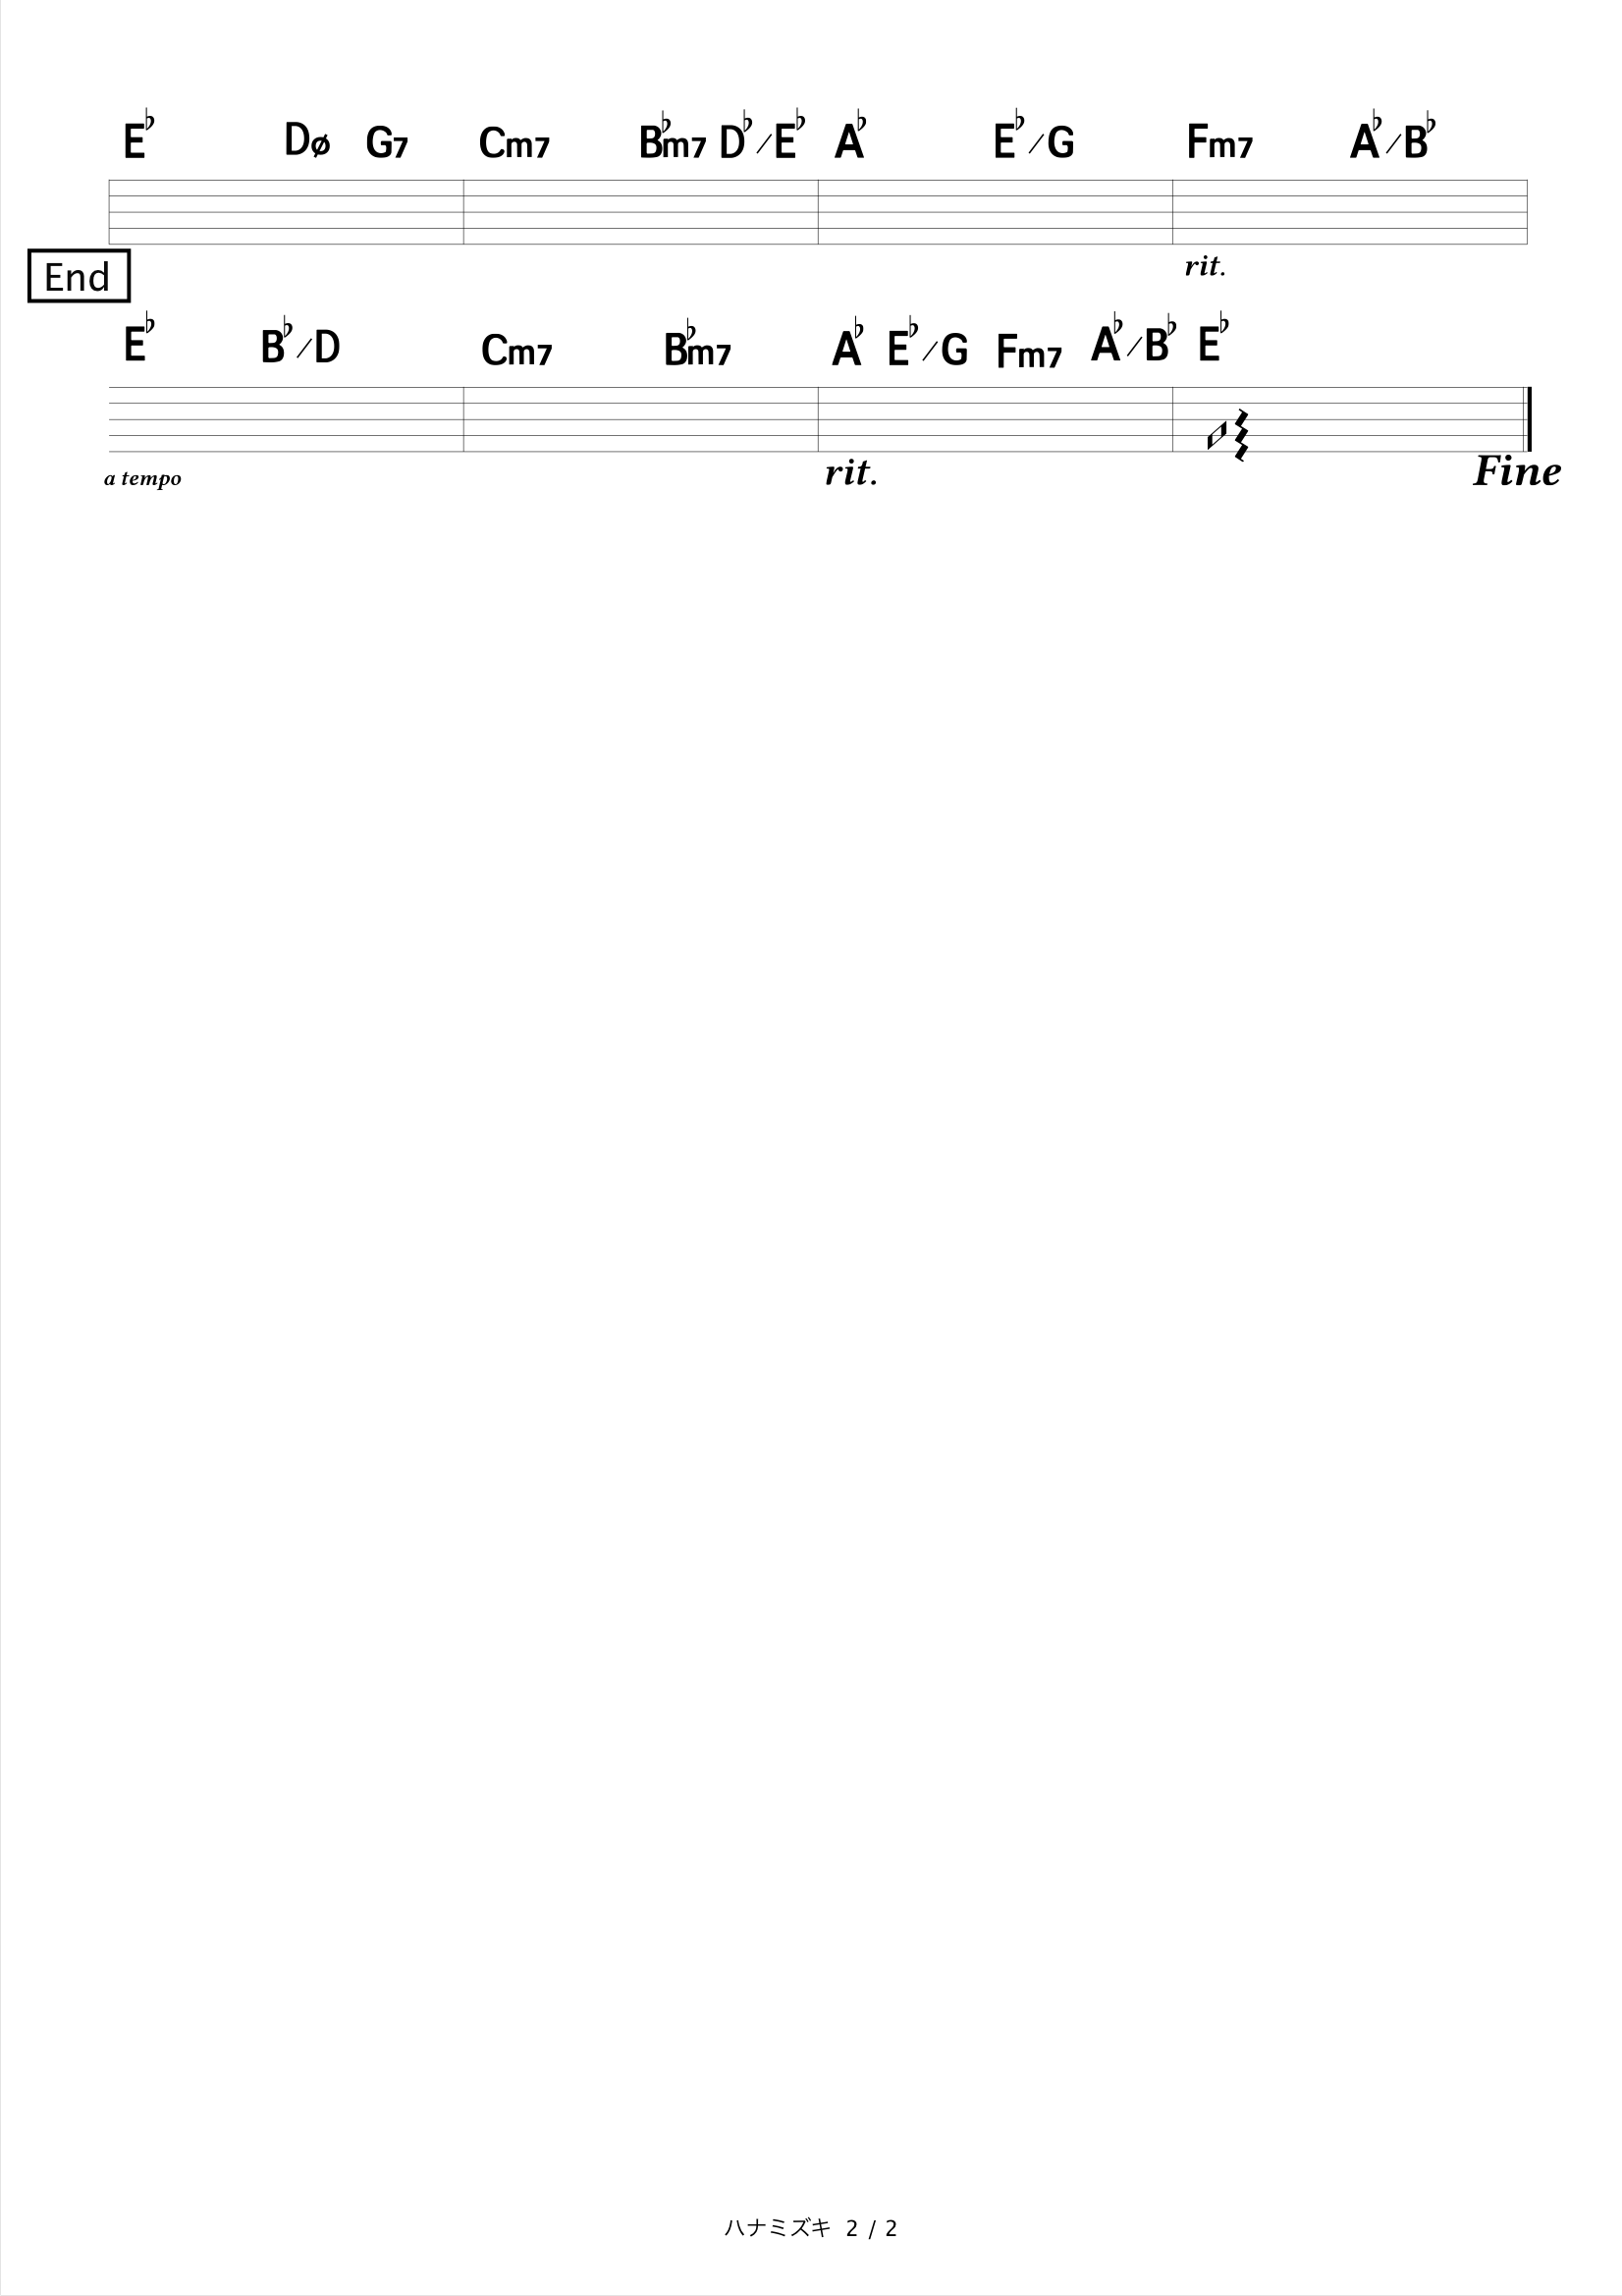 E♭ Dø G7 Cm7 B♭m7 D♭/E♭ A♭ E♭/G Fm7 A♭/B♭
rit.
End
E♭ B♭/D Cm7 B♭m7 A♭ E♭/G Fm7 A♭/B♭ E♭
a tempo rit. Fine
ハナミズキ 2 / 2